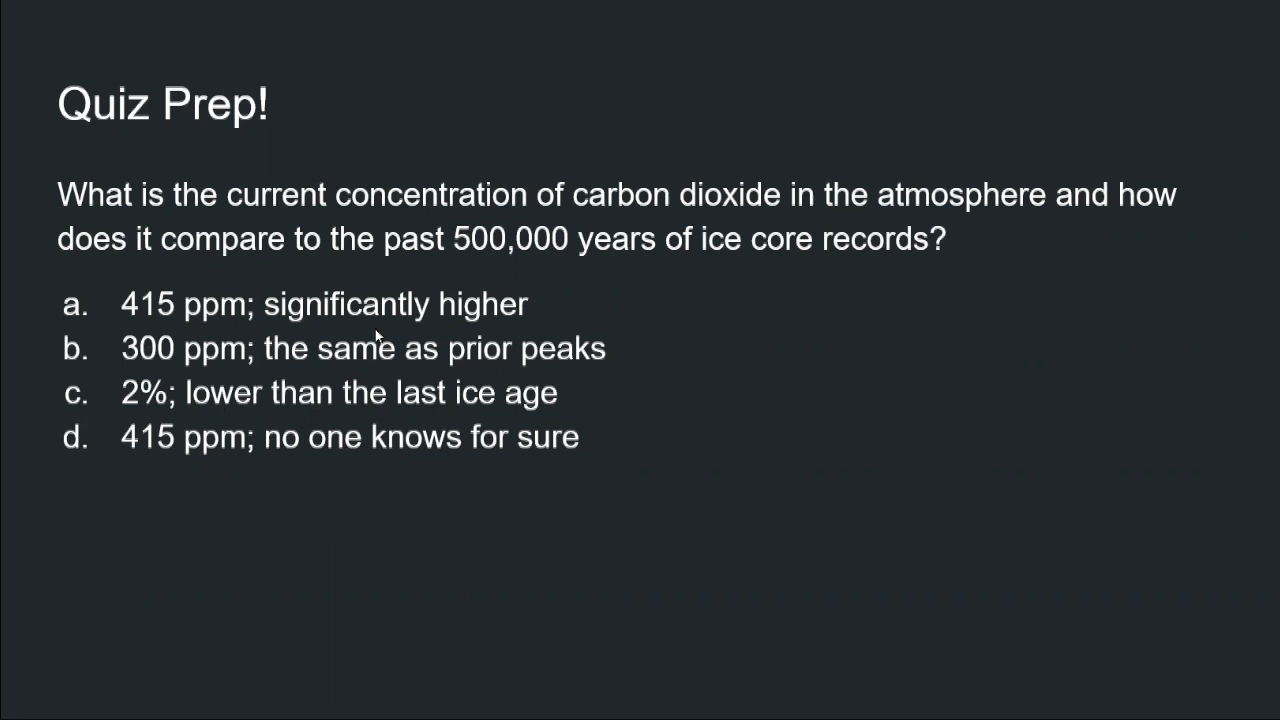 Quiz Prep!
What is the current concentration of carbon dioxide in the atmosphere and how
does it compare to the past 500,000 years of ice core records?
a. 415 ppm; significantly higher
b. 300 ppm; the same as prior peaks
c. 2%; lower than the last ice age
d. 415 ppm; no one knows for sure